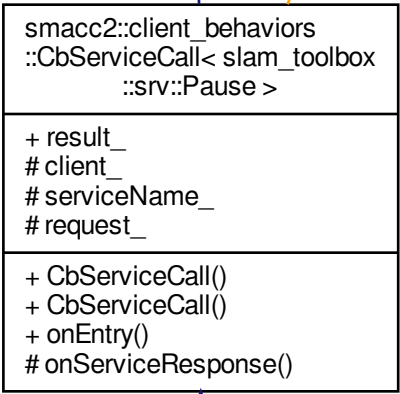 smacc2::client_behaviors
::CbServiceCall< slam_toolbox
::srv::Pause >
+ result_
# client_
# serviceName_
# request_
+ CbServiceCall()
+ CbServiceCall()
+ onEntry()
# onServiceResponse()